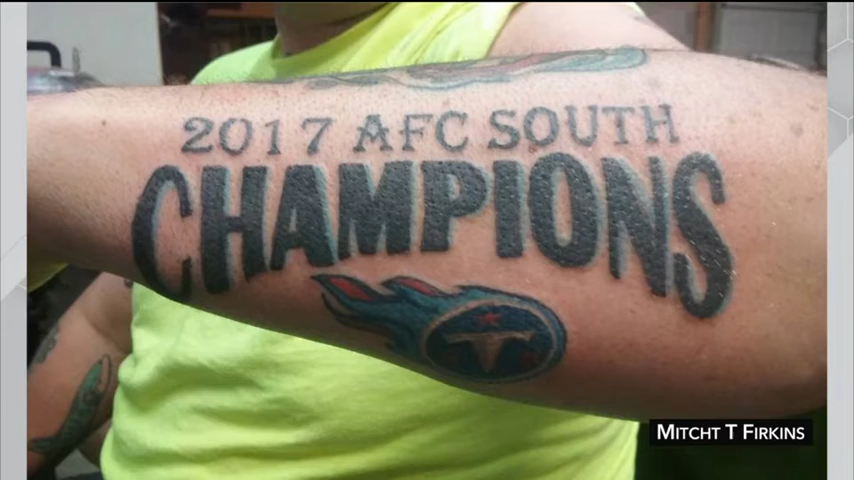 2017 AFC SOUTH
CHAMPIONS
T
MITCHT T FIRKINS